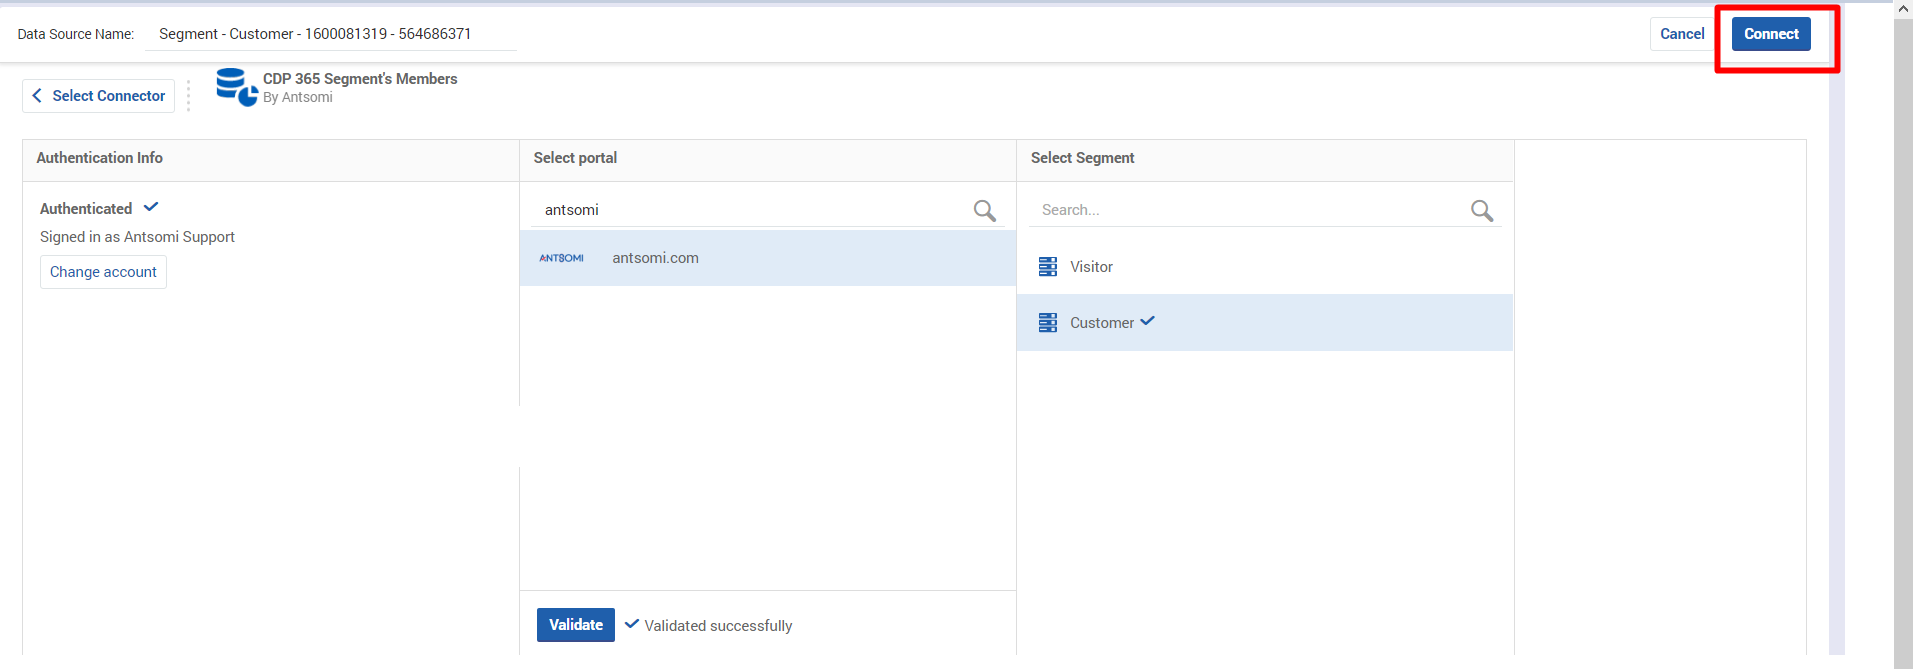 Data Source Name: Segment - Customer - 1600081319 - 564686371 Cancel Connect
Select Connector
CDP 365 Segment's Members
By Antsomi
Authentication Info Select portal Select Segment
Authenticated
Signed in as Antsomi Support
Change account
antsomi
ANTSOMI antsomi.com
Validate Validated successfully
Search...
Visitor
Customer